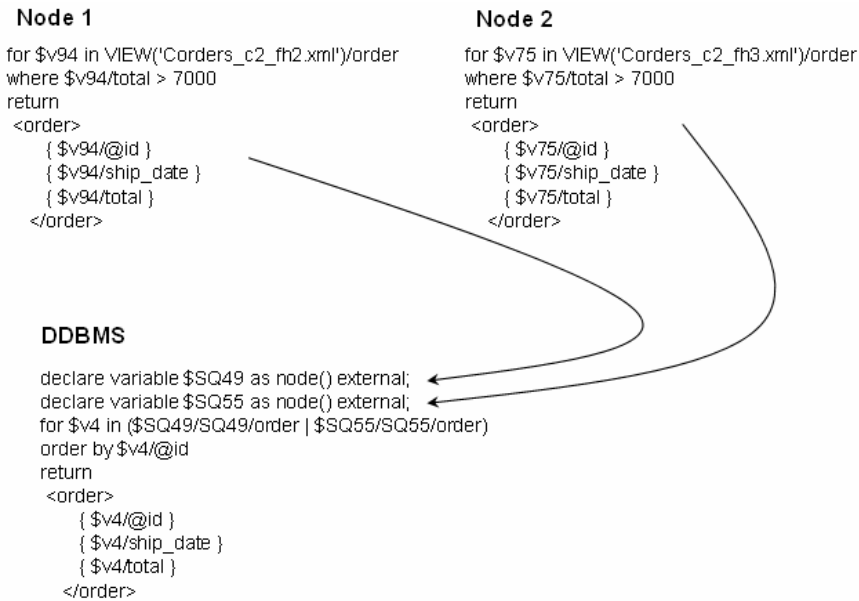 Node 1
for $v94 in VIEW('Corders_c2_fh2.xml')/order
where $v94/total > 7000
return
<order>
{ $v94/@id }
{ $v94/ship_date }
{ $v94/total }
</order>
Node 2
for $v75 in VIEW('Corders_c2_fh3.xml')/order
where $v75/total > 7000
return
<order>
{ $v75/@id }
{ $v75/ship_date }
{ $v75/total }
</order>
DDBMS
declare variable $SQ49 as node() external;
declare variable $SQ55 as node() external;
for $v4 in ($SQ49/SQ49/order | $SQ55/SQ55/order)
order by $v4/@id
return
<order>
{ $v4/@id }
{ $v4/ship_date }
{ $v4/total }
</order>